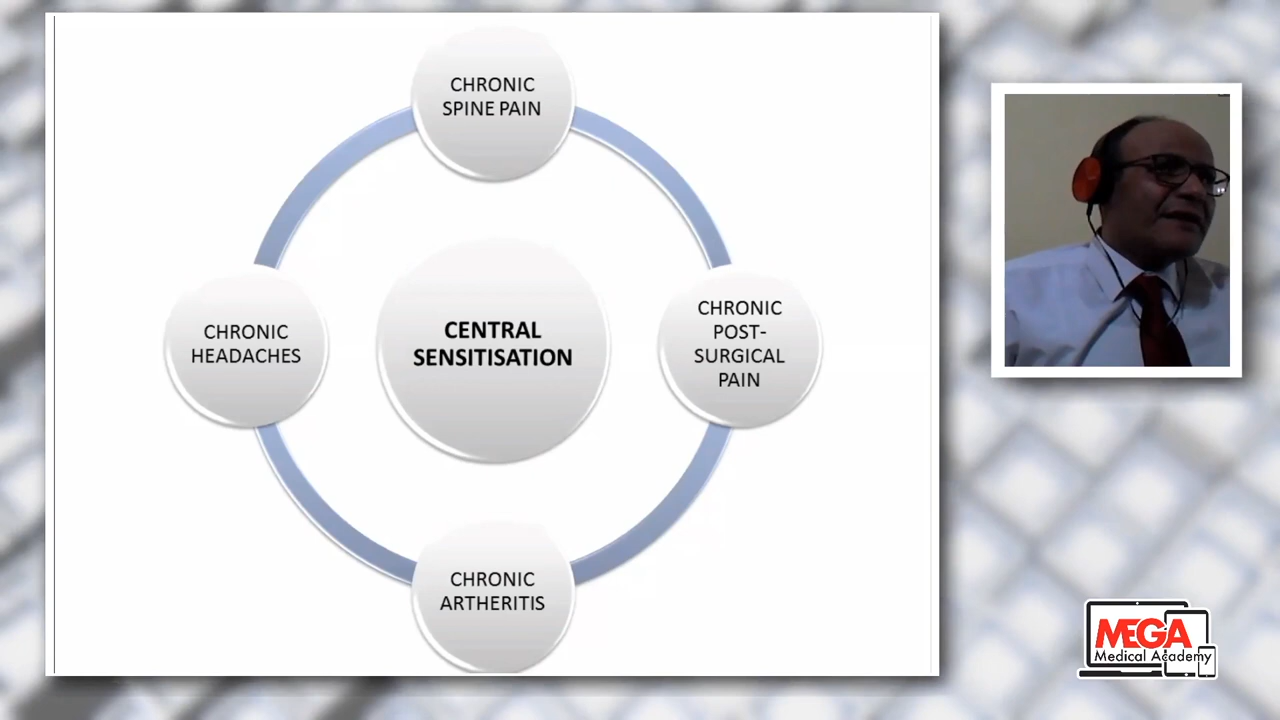 CHRONIC
SPINE PAIN
CHRONIC
HEADACHES
CENTRAL
SENSITISATION
CHRONIC
POST-
SURGICAL
PAIN
CHRONIC
ARTHERITIS
MEGA
Medical Academy